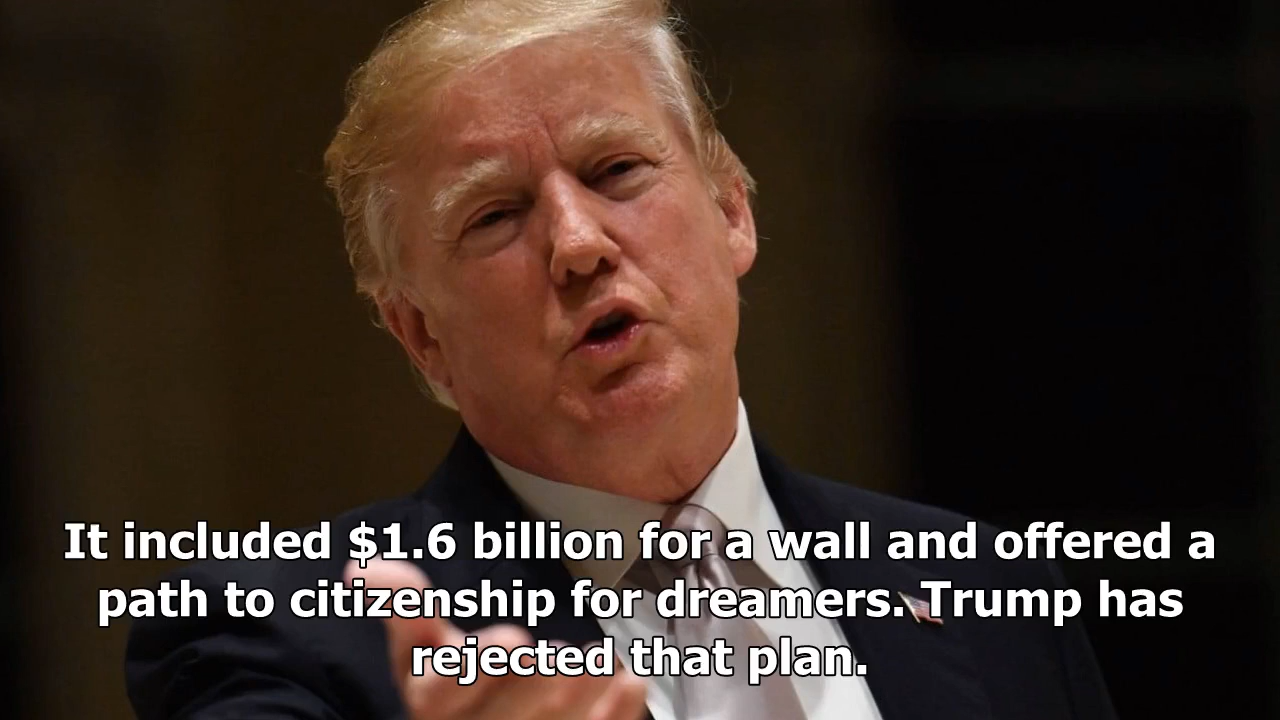 It included $1.6 billion for a wall and offered a
path to citizenship for dreamers. Trump has
rejected that plan.